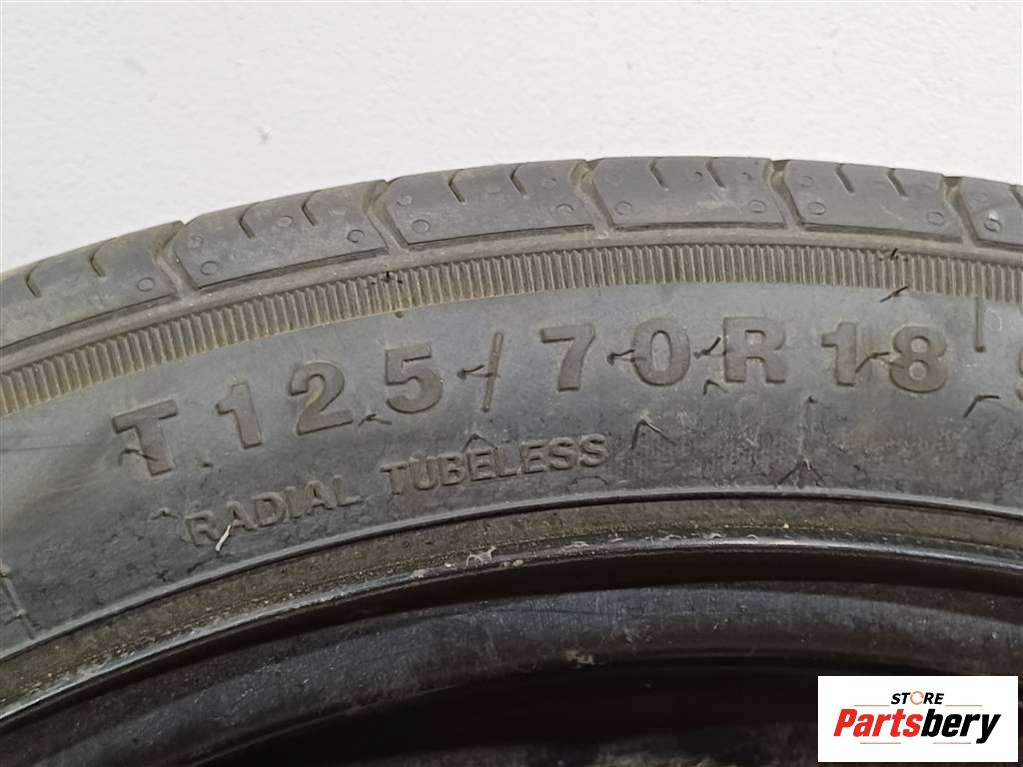 T125/70R18
RADIAL TUBELESS
STORE
Partsbery